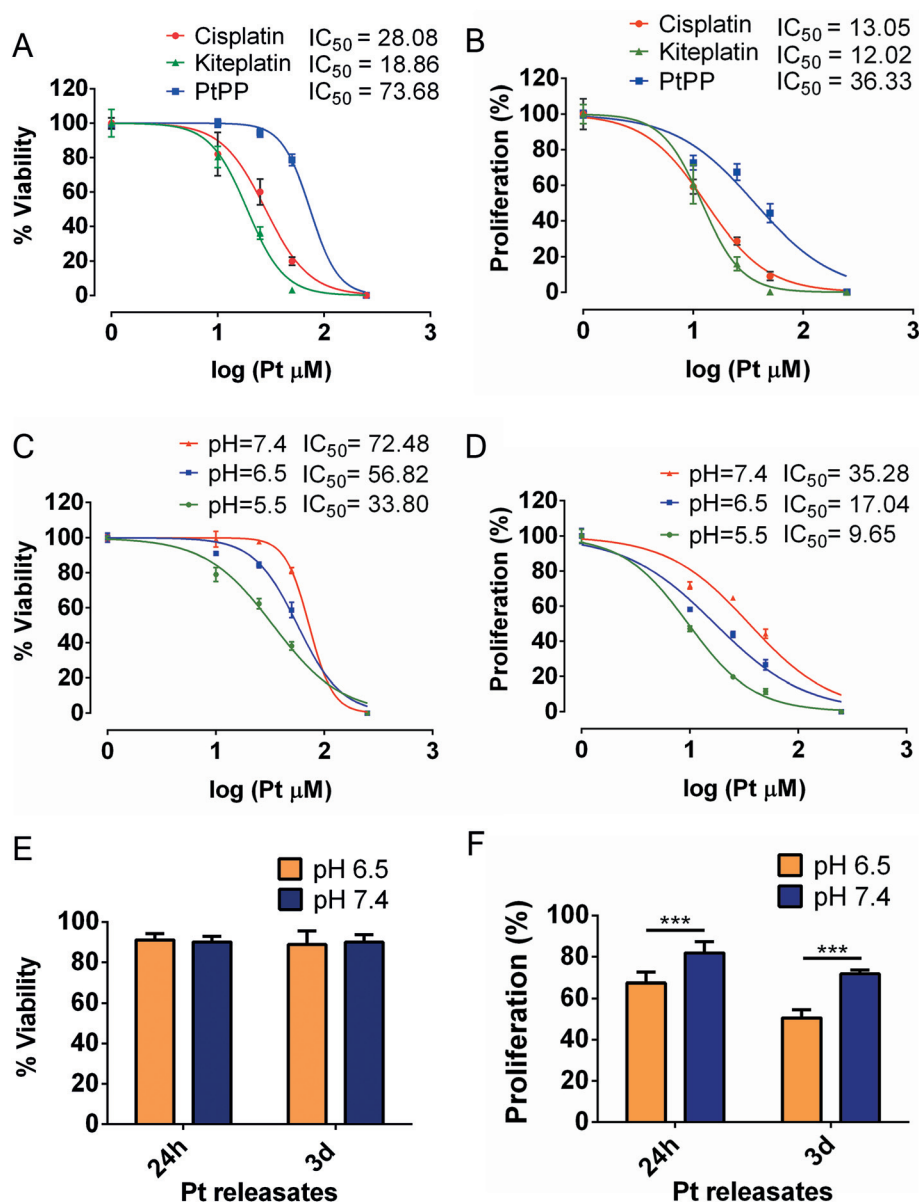 A
Cisplatin IC50 = 28.08
Kiteplatin IC50 = 18.86
PtPP IC50 = 73.68
% Viability
120
100
80
60
40
20
0
0 1 2 3
log (Pt µM)
B
Cisplatin IC50 = 13.05
Kiteplatin IC50 = 12.02
PtPP IC50 = 36.33
Proliferation (%)
120
100
80
60
40
20
0
0 1 2 3
log (Pt µM)
C
pH=7.4 IC50= 72.48
pH=6.5 IC50= 56.82
pH=5.5 IC50= 33.80
% Viability
120
100
80
60
40
20
0
0 1 2 3
log (Pt µM)
D
pH=7.4 IC50= 35.28
pH=6.5 IC50= 17.04
pH=5.5 IC50= 9.65
Proliferation (%)
120
100
80
60
40
20
0
0 1 2 3
log (Pt µM)
E
pH 6.5
pH 7.4
% Viability
100
80
60
40
20
0
24h 3d
Pt releasates
F
pH 6.5
pH 7.4
Proliferation (%)
80
60
40
80
60
0
*** ***
24h 3d
Pt releasates